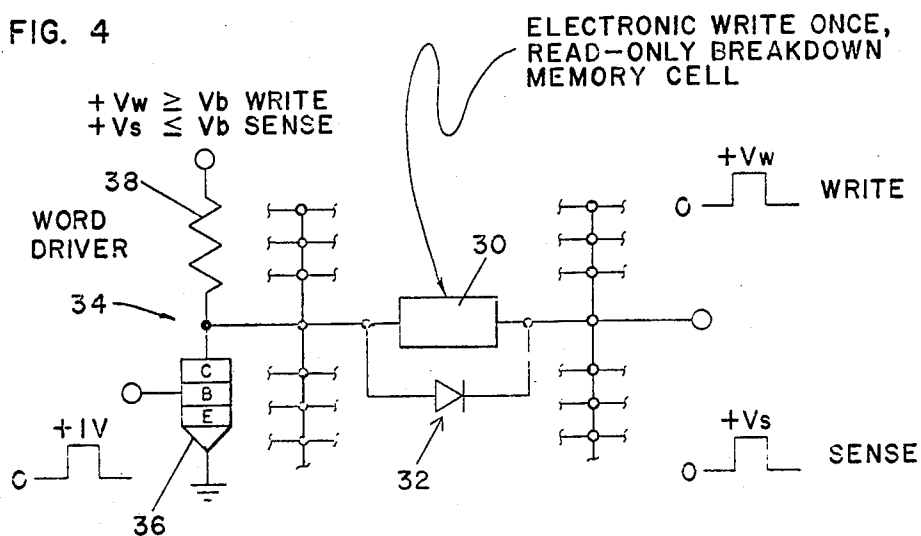 FIG. 4
ELECTRONIC WRITE ONCE,
READ-ONLY BREAKDOWN
MEMORY CELL
+Vw ≥ Vb WRITE
+Vs ≤ Vb SENSE
38
WORD
DRIVER
34
30
+Vw
0
WRITE
C
B
E
+1V
0
36
32
+Vs
0
SENSE